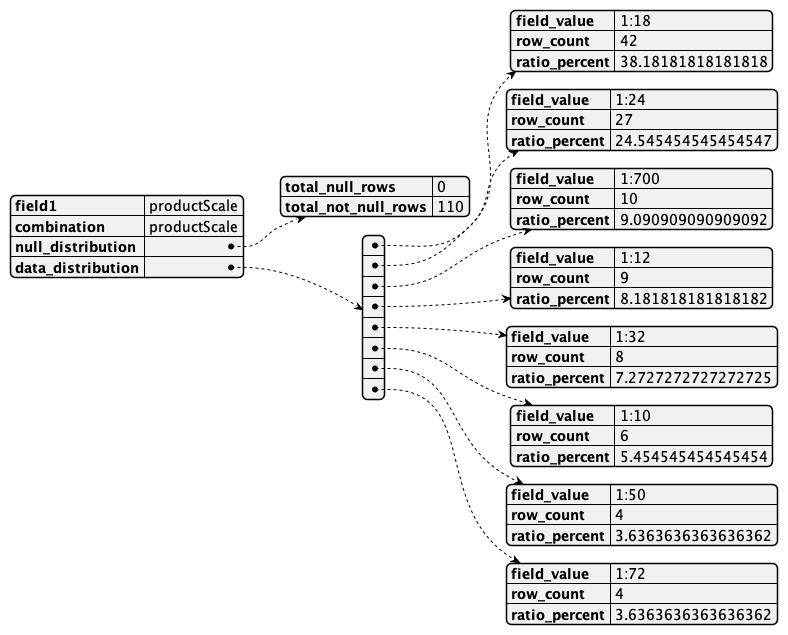 field1 productScale
combination productScale
null_distribution
data_distribution
total_null_rows 0
total_not_null_rows 110
field_value 1:18
row_count 42
ratio_percent 38.18181818181818
field_value 1:24
row_count 27
ratio_percent 24.545454545454547
field_value 1:700
row_count 10
ratio_percent 9.090909090909092
field_value 1:12
row_count 9
ratio_percent 8.181818181818182
field_value 1:32
row_count 8
ratio_percent 7.2727272727272725
field_value 1:10
row_count 6
ratio_percent 5.454545454545454
field_value 1:50
row_count 4
ratio_percent 3.6363636363636362
field_value 1:72
row_count 4
ratio_percent 3.6363636363636362